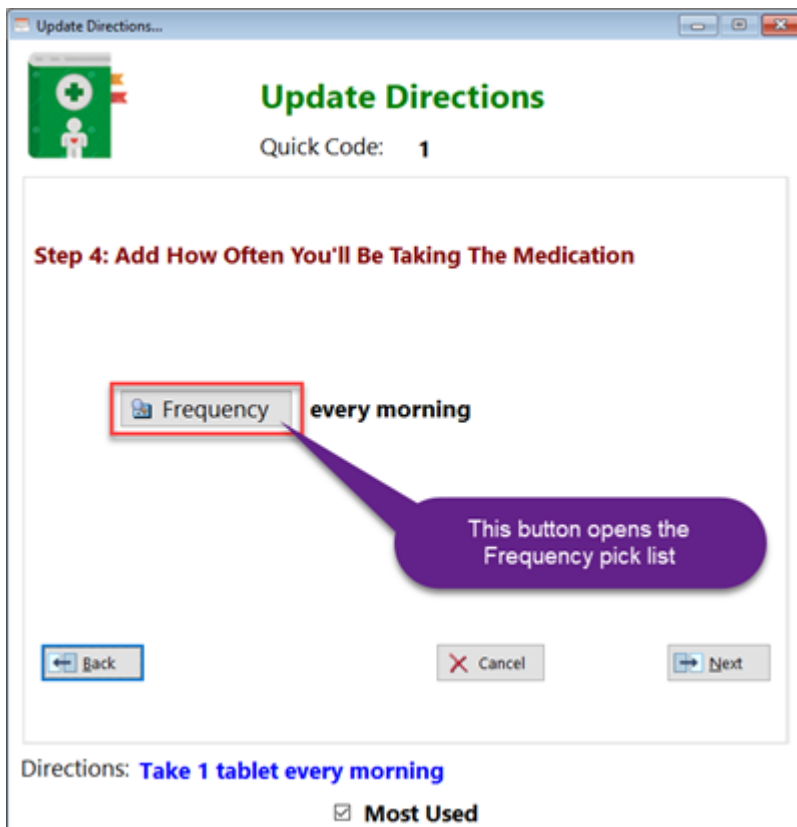 Update Directions...
Update Directions
Quick Code: 1
Step 4: Add How Often You'll Be Taking The Medication
Frequency every morning
This button opens the
Frequency pick list
Back Cancel Next
Directions: Take 1 tablet every morning
Most Used